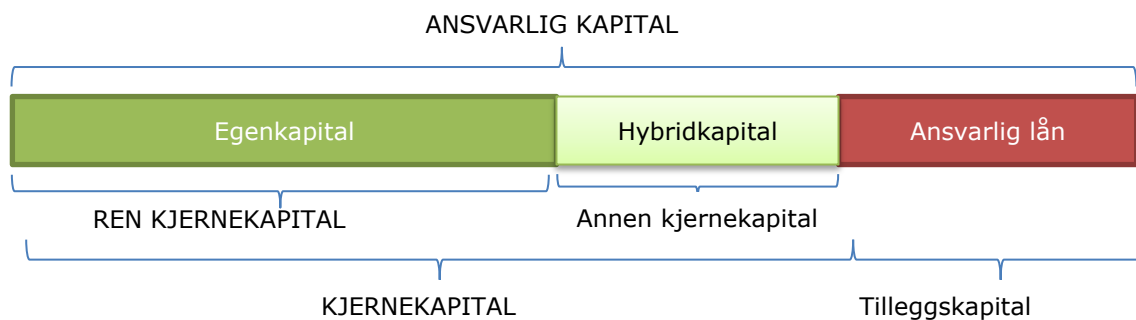 ANSVARLIG KAPITAL
Egenkapital
Hybridkapital
Ansvarlig lån
REN KJERNEKAPITAL
Annen kjernekapital
KJERNEKAPITAL
Tilleggskapital